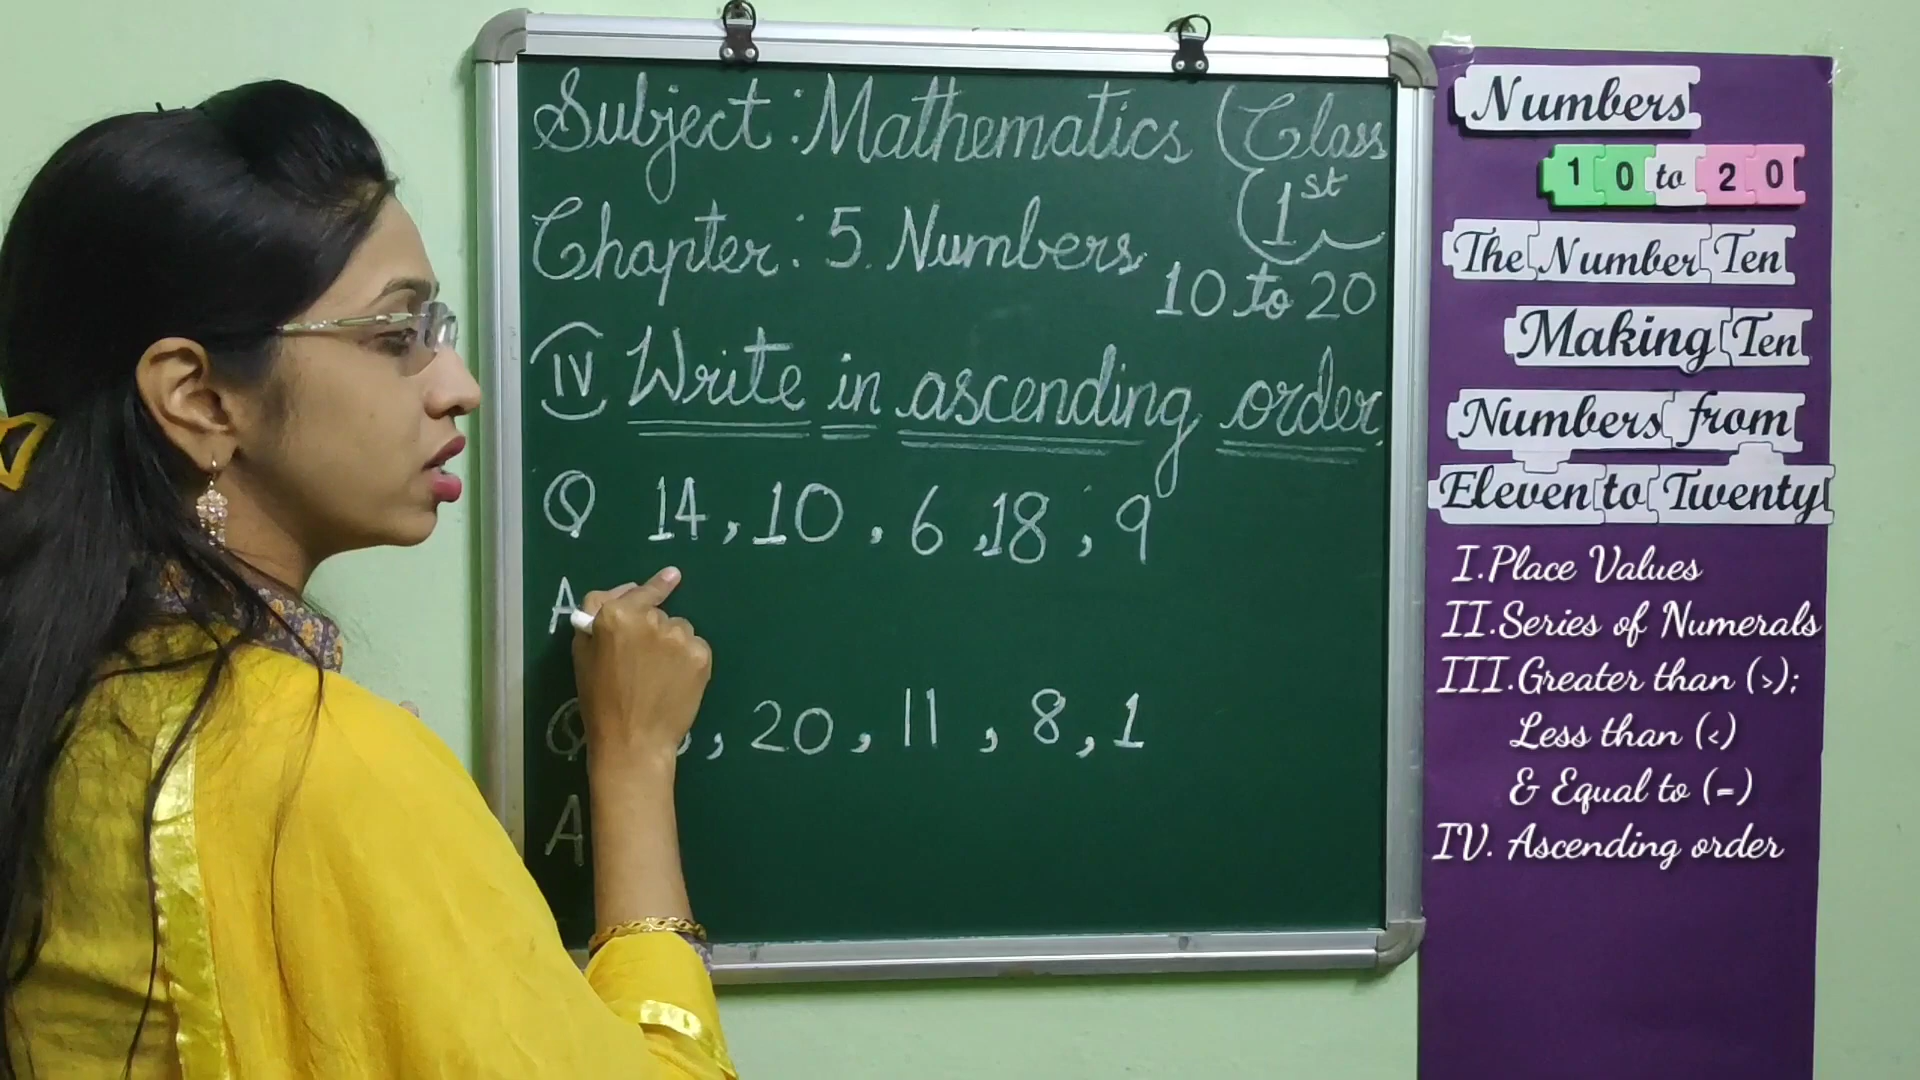 Subject: Mathematics (Class
1st
Chapter: 5. Numbers
10 to 20
IV Write in ascending order.
Q 14, 10, 6, 18, 9
A
Q , 20, 11, 8, 1
A
Numbers
10 to 20
The Number Ten
Making Ten
Numbers from
Eleven to Twenty
I.Place Values
II.Series of Numerals
III.Greater than (>);
Less than (<)
& Equal to (=)
IV. Ascending order